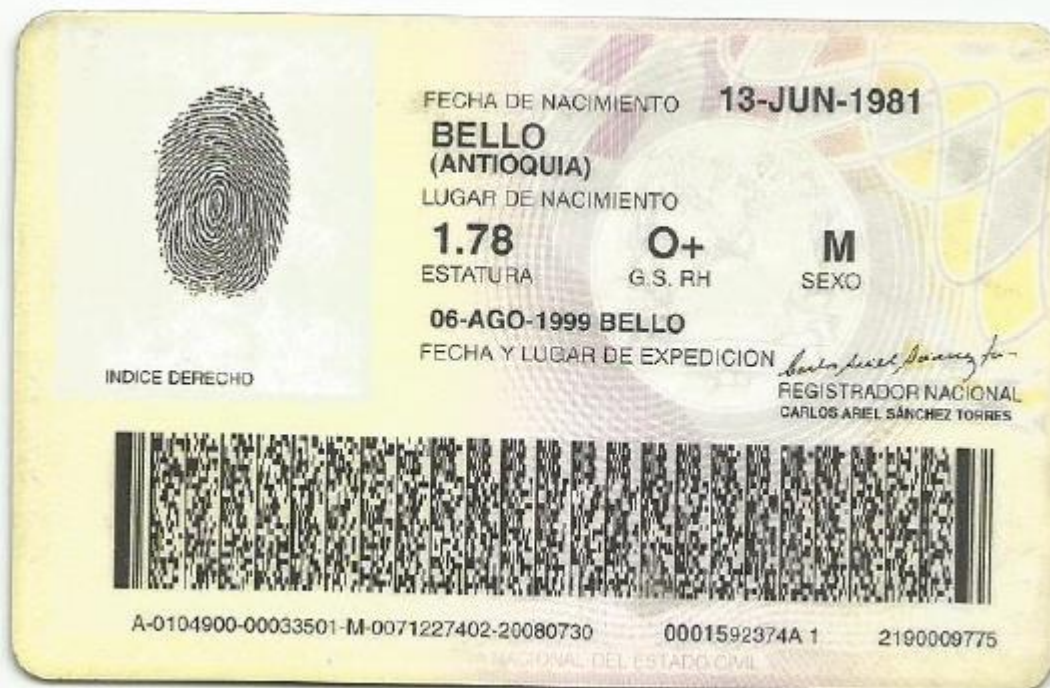 FECHA DE NACIMIENTO 13-JUN-1981
BELLO
(ANTIOQUIA)
LUGAR DE NACIMIENTO
1.78 O+ M
ESTATURA G.S. RH SEXO
06-AGO-1999 BELLO
FECHA Y LUGAR DE EXPEDICION
INDICE DERECHO
REGISTRADOR NACIONAL
CARLOS ARIEL SÁNCHEZ TORRES
A-0104900-00033501-M-0071227402-20080730 0001592374A 1 2190009775
NACIONAL DEL ESTADO CIVIL